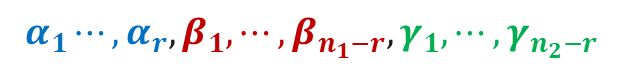 α₁ ⋯ , αᵣ, β₁, ⋯ , βₙ₁₋ᵣ, γ₁, ⋯ , γₙ₂₋ᵣ